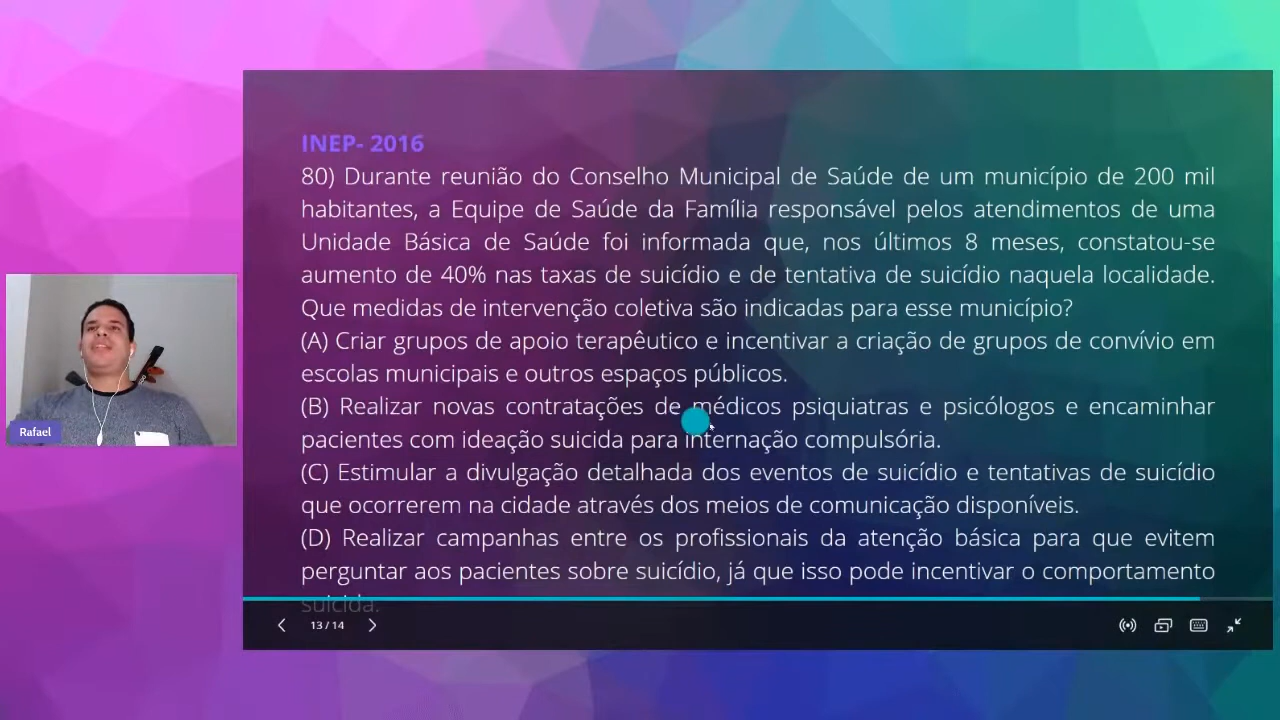 INEP- 2016
80) Durante reunião do Conselho Municipal de Saúde de um município de 200 mil
habitantes, a Equipe de Saúde da Família responsável pelos atendimentos de uma
Unidade Básica de Saúde foi informada que, nos últimos 8 meses, constatou-se
aumento de 40% nas taxas de suicídio e de tentativa de suicídio naquela localidade.
Que medidas de intervenção coletiva são indicadas para esse município?
(A) Criar grupos de apoio terapêutico e incentivar a criação de grupos de convívio em
escolas municipais e outros espaços públicos.
(B) Realizar novas contratações de médicos psiquiatras e psicólogos e encaminhar
pacientes com ideação suicida para internação compulsória.
(C) Estimular a divulgação detalhada dos eventos de suicídio e tentativas de suicídio
que ocorrerem na cidade através dos meios de comunicação disponíveis.
(D) Realizar campanhas entre os profissionais da atenção básica para que evitem
perguntar aos pacientes sobre suicídio, já que isso pode incentivar o comportamento
suicida.
Rafael
13 / 14